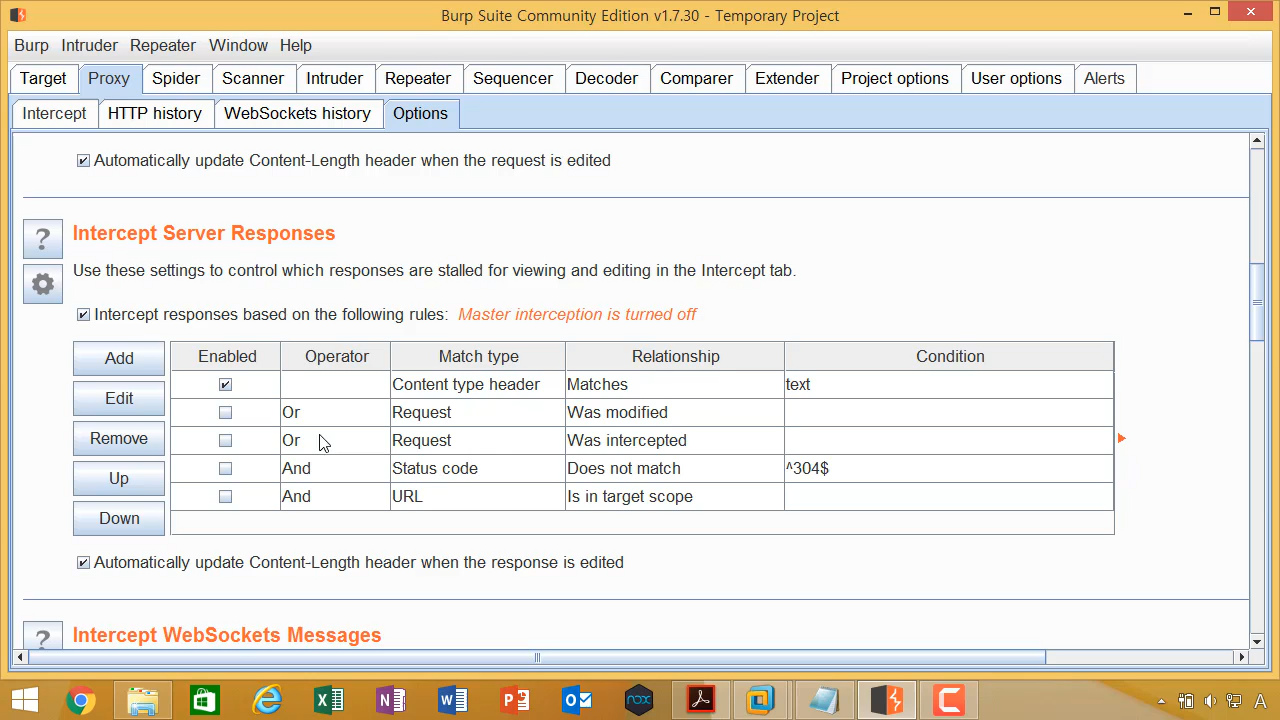 Burp Suite Community Edition v1.7.30 - Temporary Project
Burp Intruder Repeater Window Help
Target Proxy Spider Scanner Intruder Repeater Sequencer Decoder Comparer Extender Project options User options Alerts
Intercept HTTP history WebSockets history Options
Automatically update Content-Length header when the request is edited
? Intercept Server Responses
Use these settings to control which responses are stalled for viewing and editing in the Intercept tab.
Intercept responses based on the following rules: Master interception is turned off
Add
Edit
Remove
Up
Down
Enabled Operator Match type Relationship Condition
Content type header Matches text
Or Request Was modified
Or Request Was intercepted
And Status code Does not match ^304$
And URL Is in target scope
Automatically update Content-Length header when the response is edited
? Intercept WebSockets Messages
nox
A